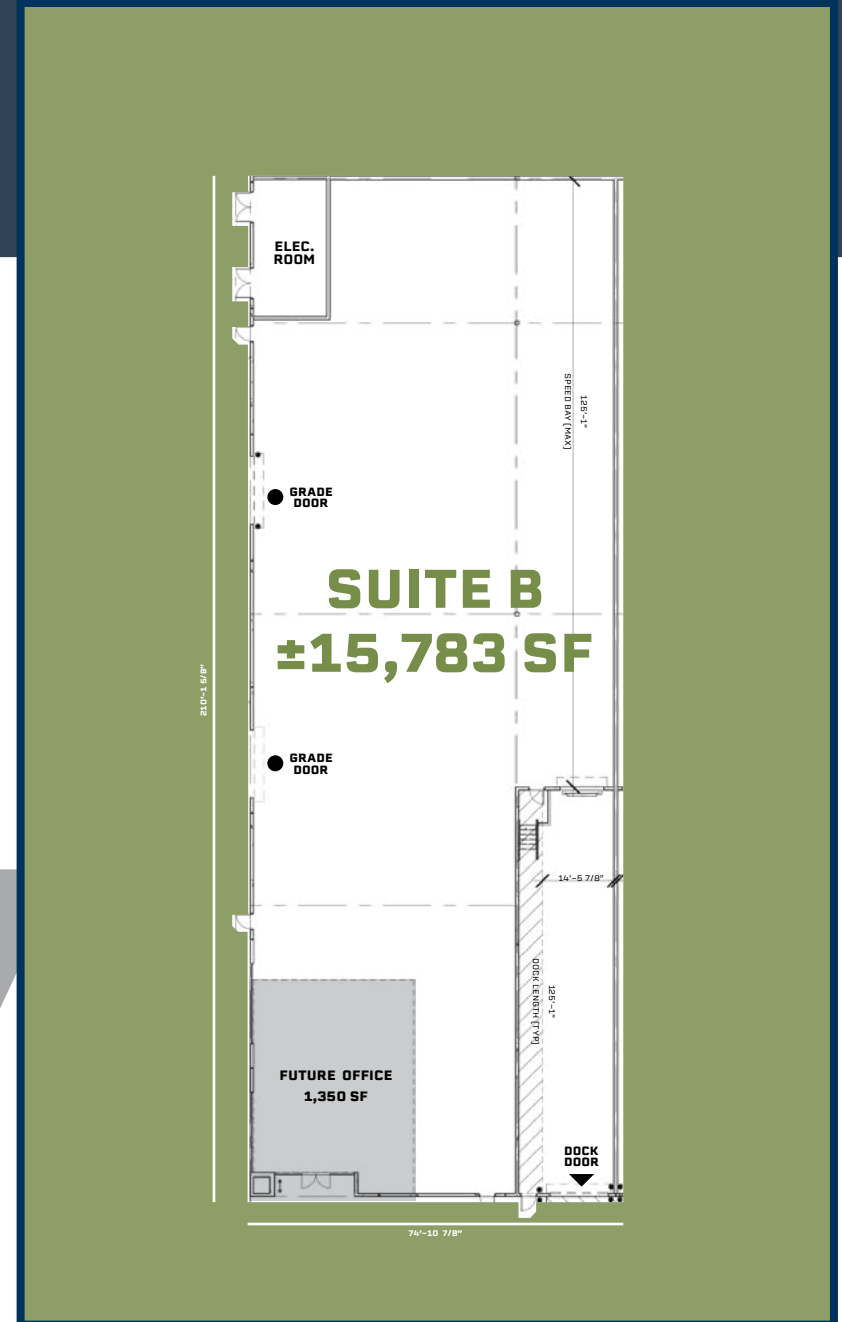 ELEC.
ROOM
125'-1"
SPEED BAY [MAX]
GRADE
DOOR
SUITE B
±15,783 SF
210'-1 5/8"
GRADE
DOOR
14'-5 7/8"
125'-1"
DOCK LENGTH [TYP]
FUTURE OFFICE
1,350 SF
DOCK
DOOR
74'-10 7/8"